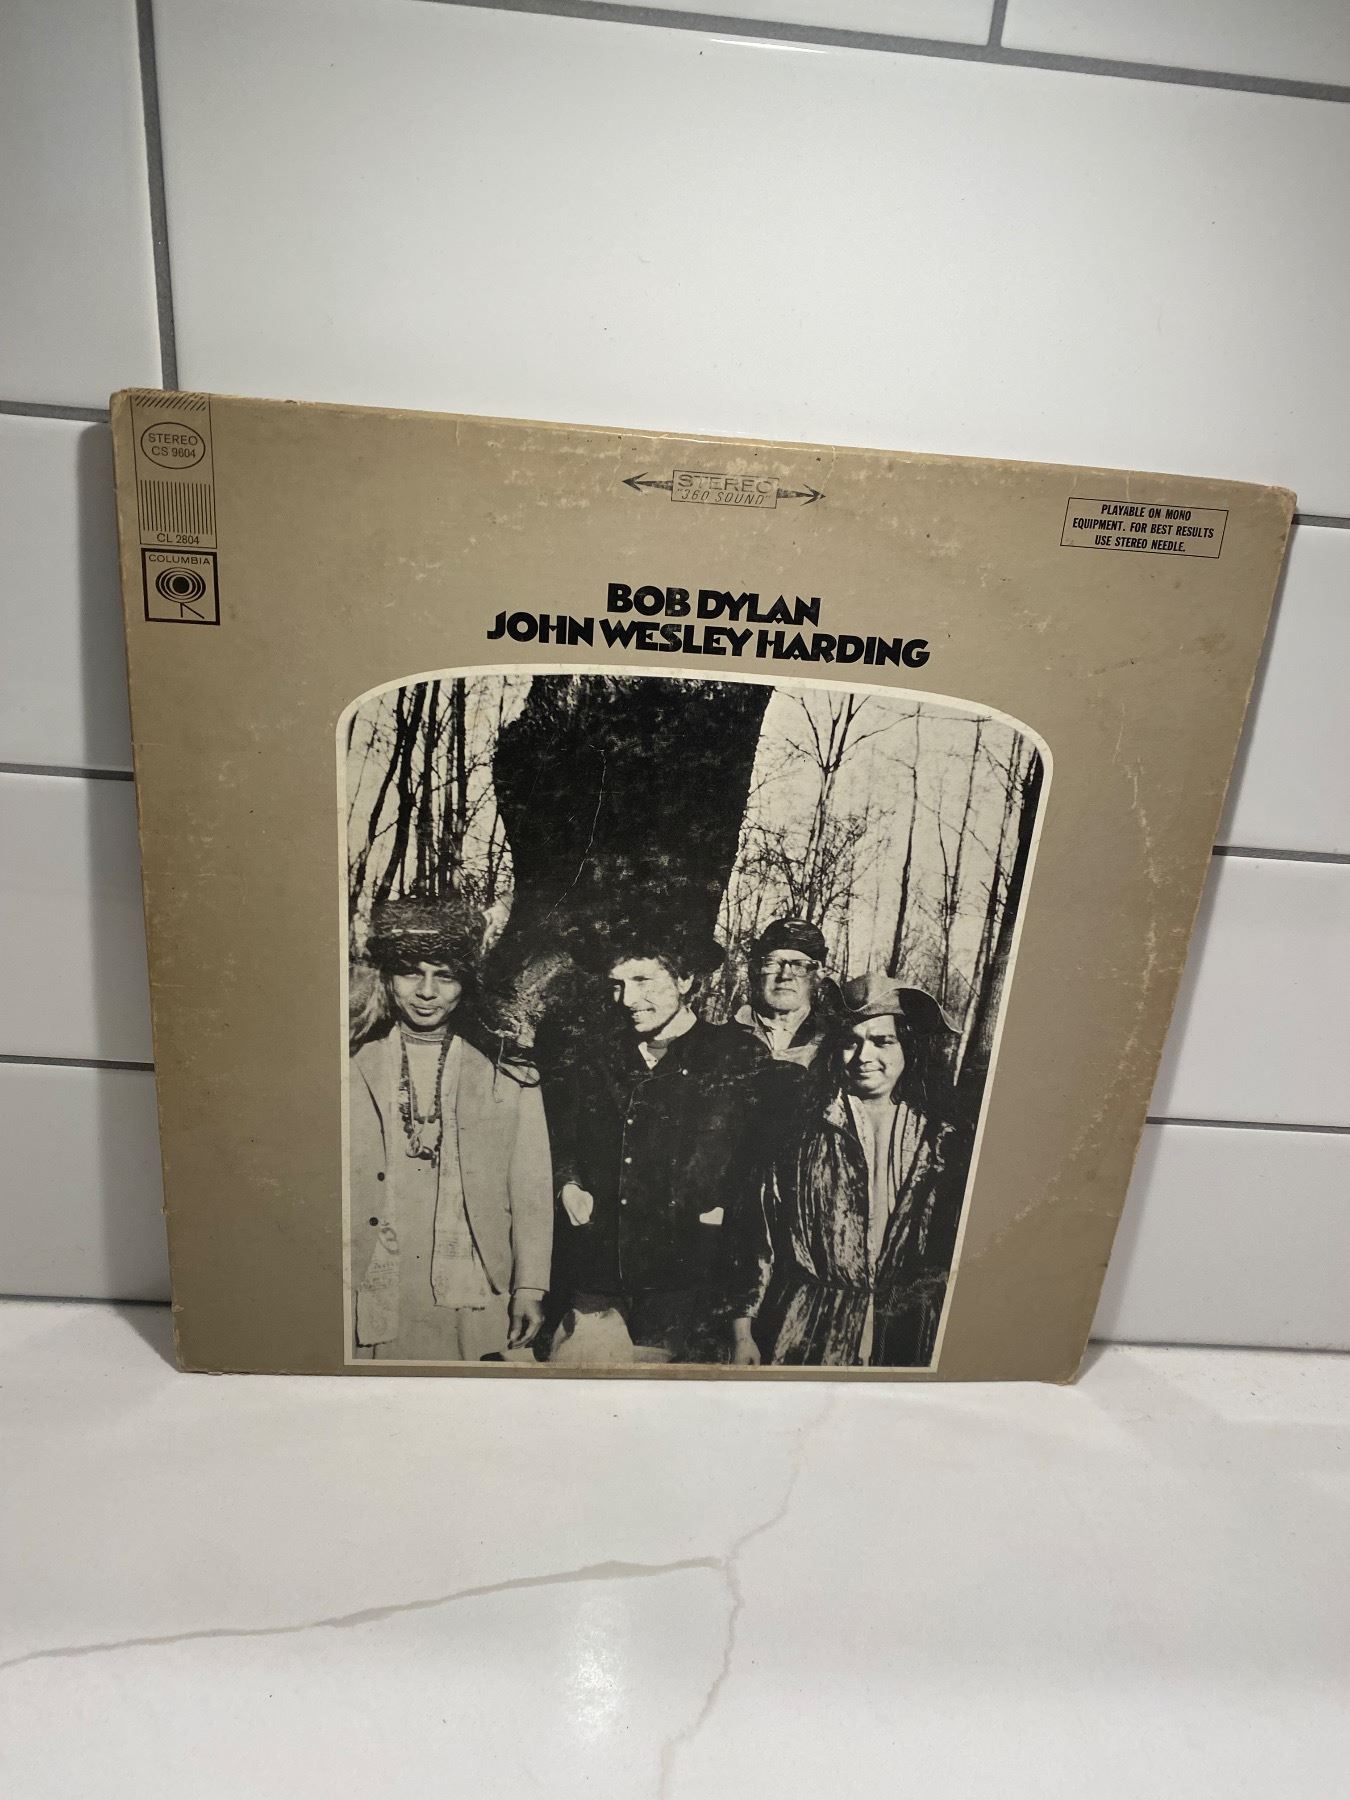 STEREO
CS 9604
CL 2804
COLUMBIA
STEREO
"360 SOUND"
PLAYABLE ON MONO
EQUIPMENT. FOR BEST RESULTS
USE STEREO NEEDLE.
BOB DYLAN
JOHN WESLEY HARDING